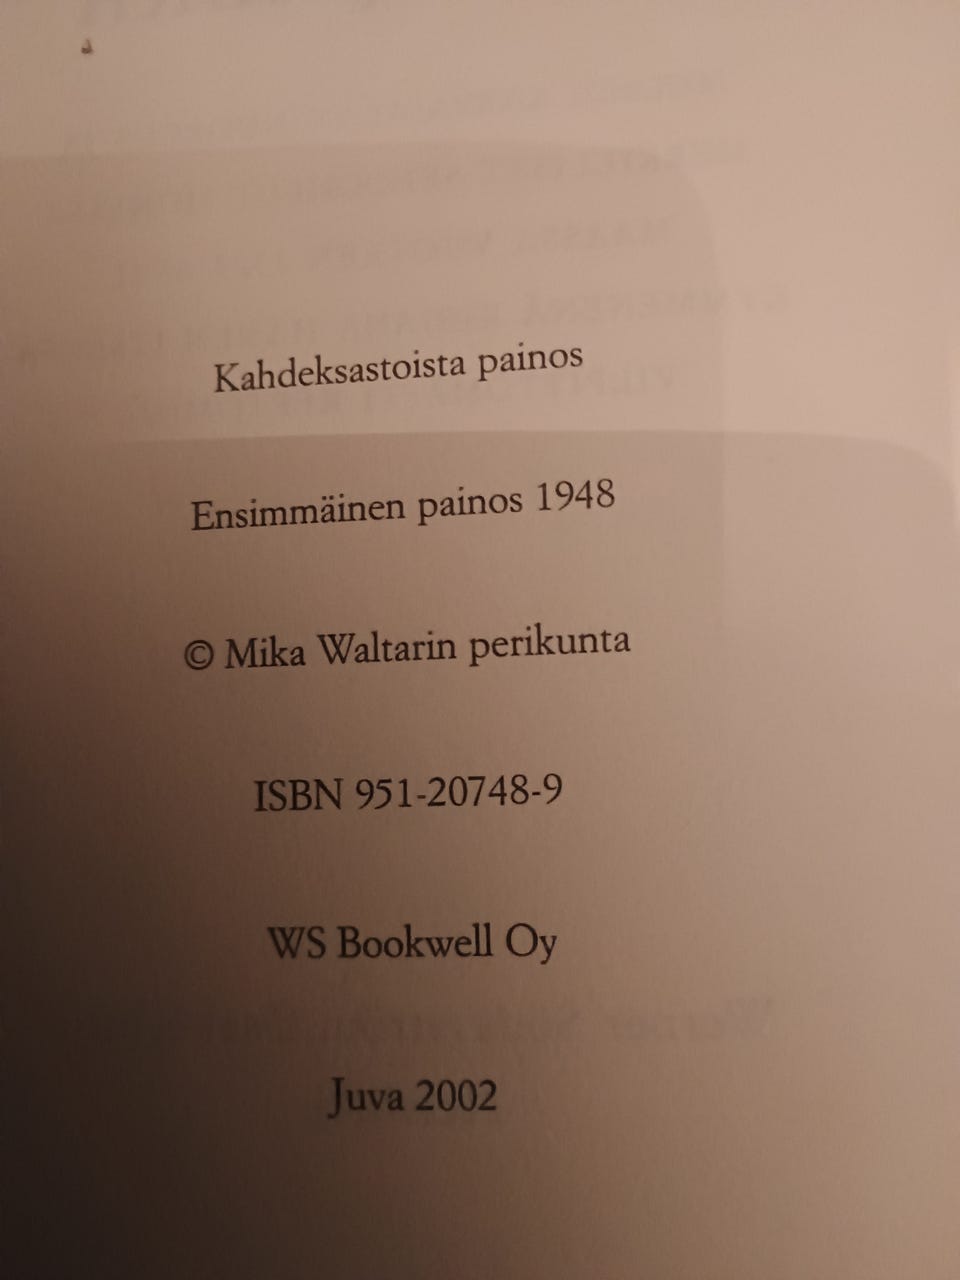 Kahdeksastoista painos
Ensimmäinen painos 1948
© Mika Waltarin perikunta
ISBN 951-20748-9
WS Bookwell Oy
Juva 2002